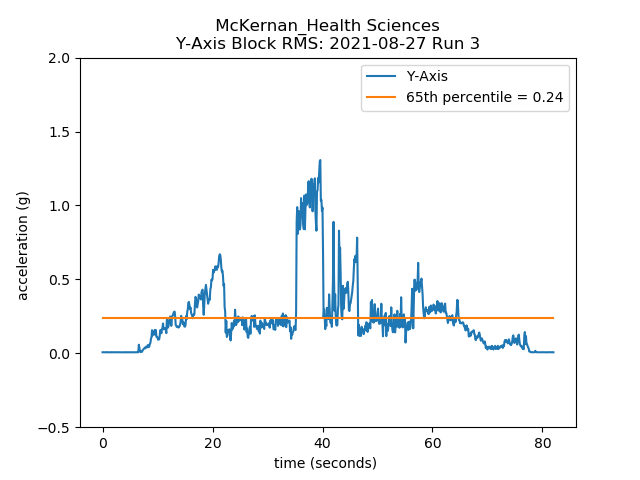 McKernan_Health Sciences
Y-Axis Block RMS: 2021-08-27 Run 3
2.0
Y-Axis
65th percentile = 0.24
1.5
1.0
0.5
0.0
−0.5
acceleration (g)
0 20 40 60 80
time (seconds)